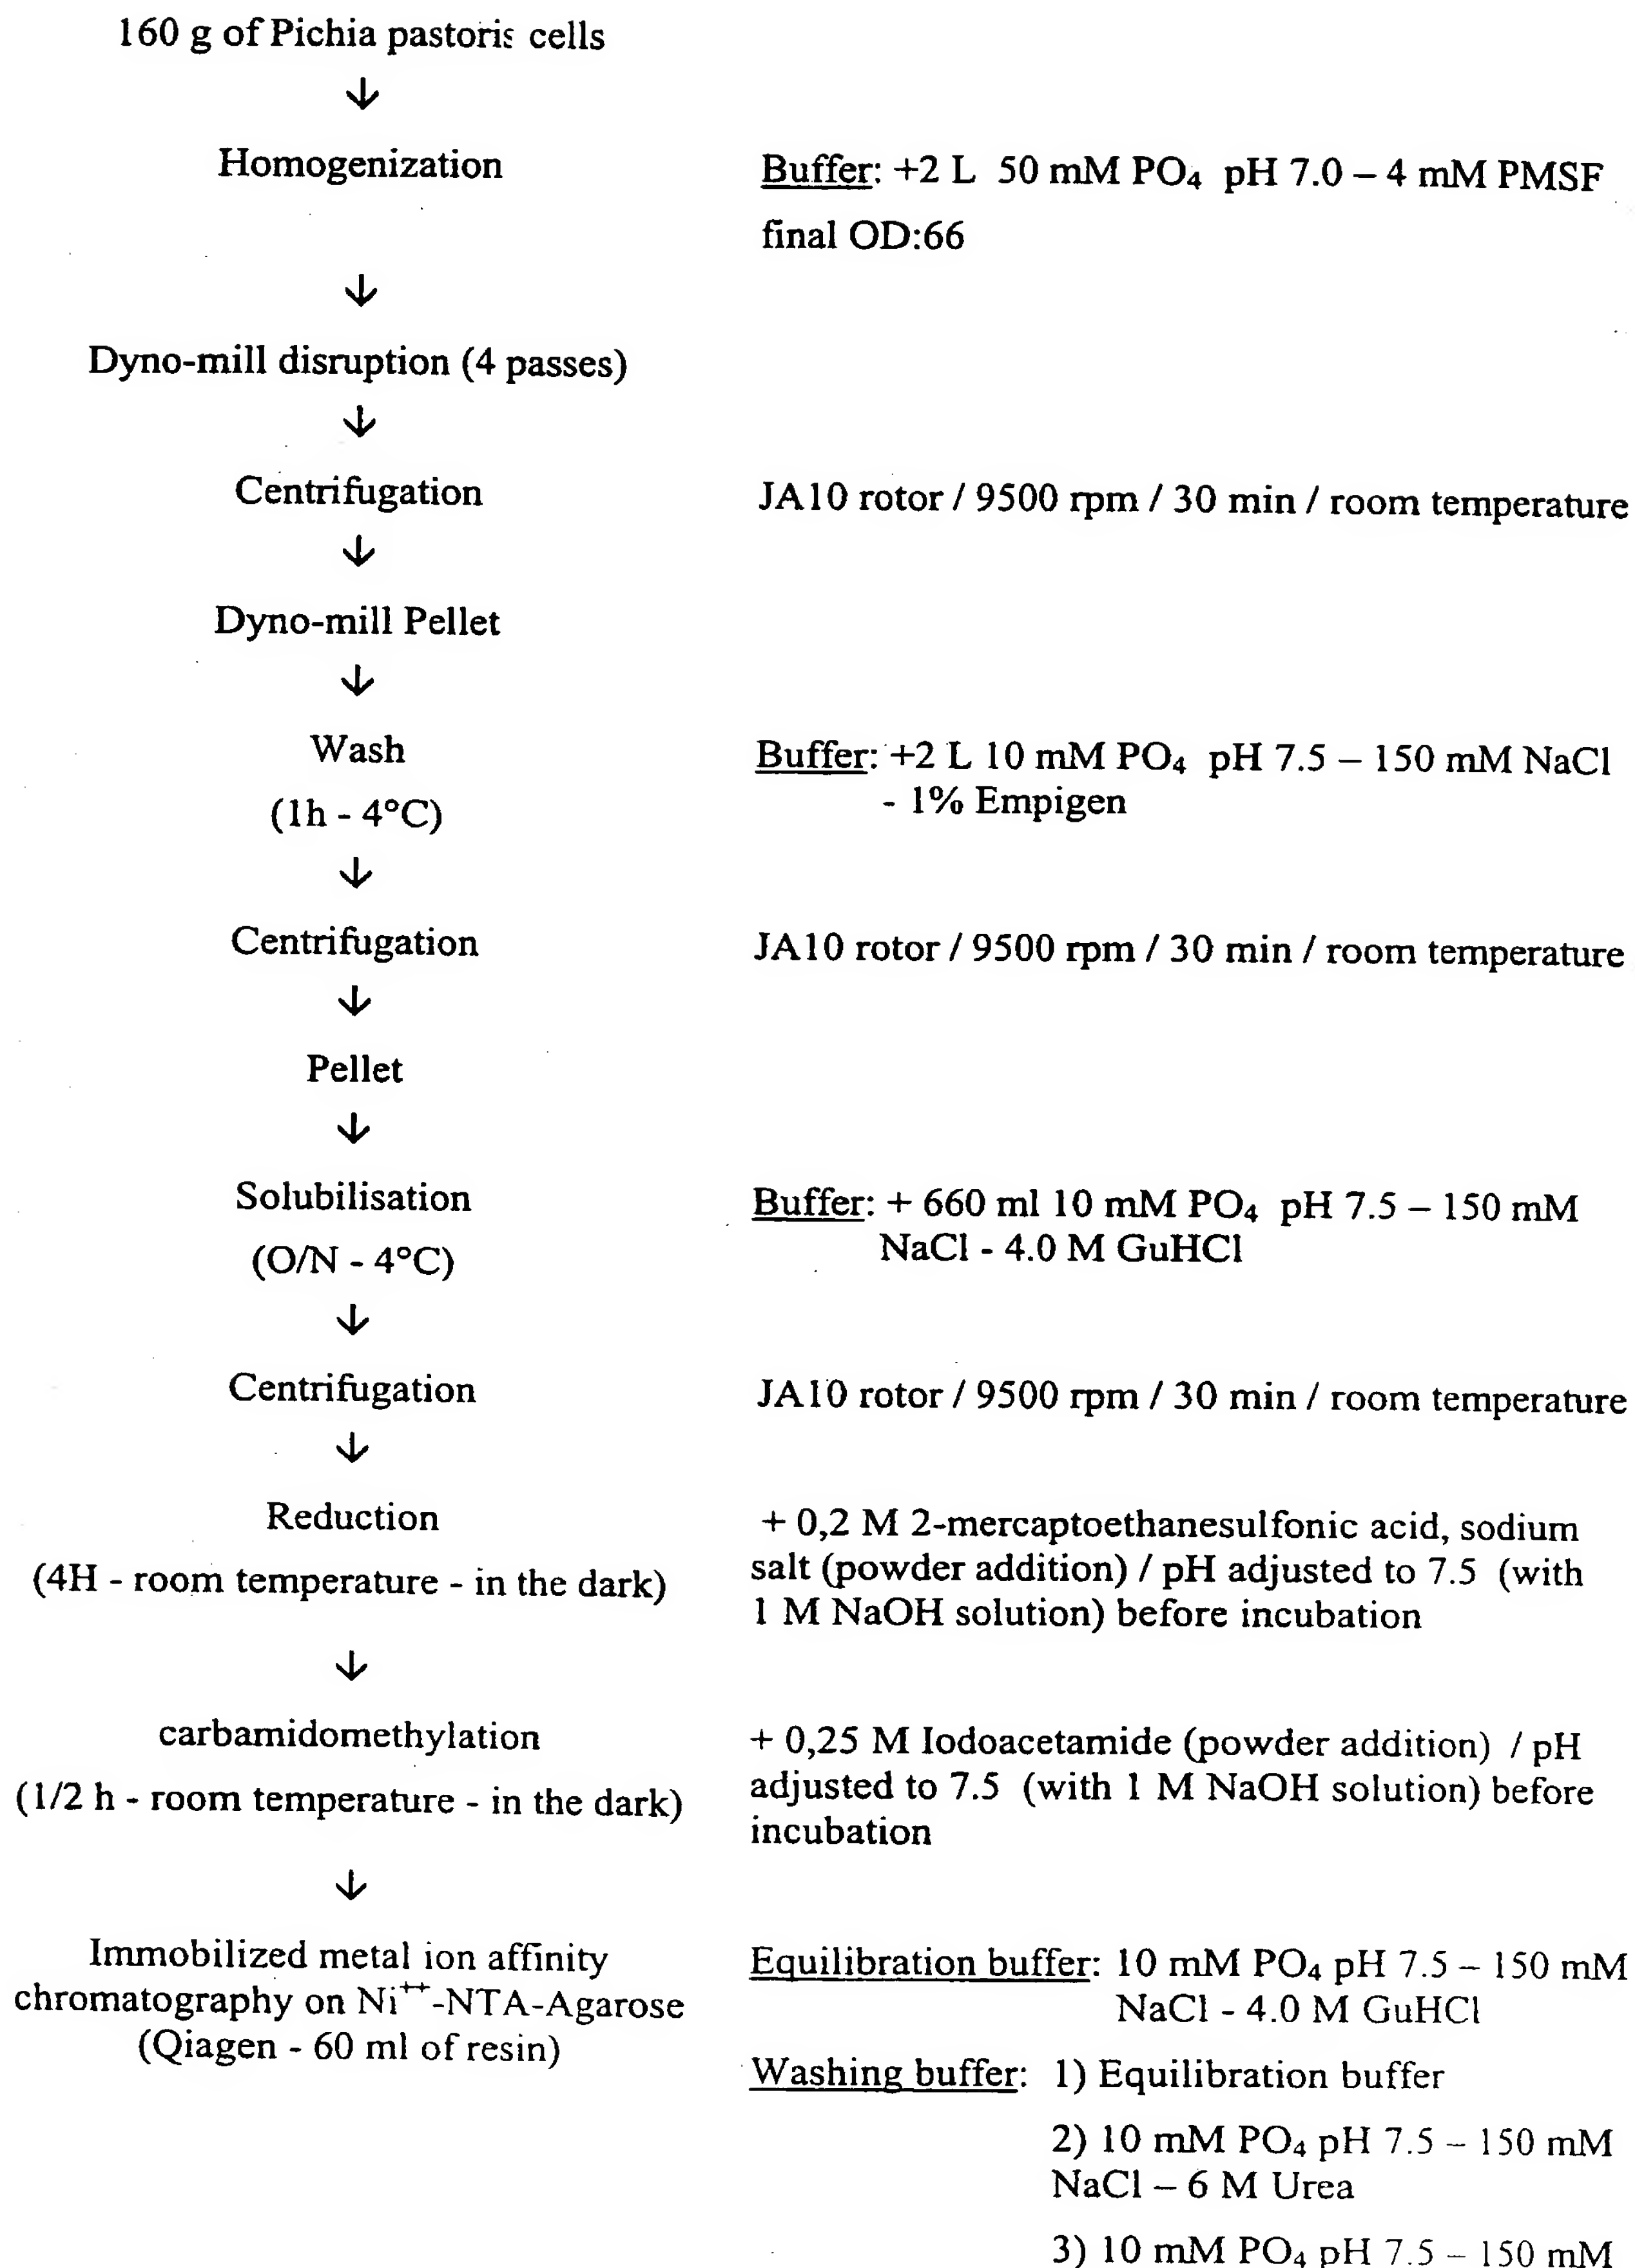 160 g of Pichia pastoris cells
↓
Homogenization
Buffer: +2 L 50 mM PO₄ pH 7.0 – 4 mM PMSF
final OD:66
↓
Dyno-mill disruption (4 passes)
↓
Centrifugation
JA10 rotor / 9500 rpm / 30 min / room temperature
↓
Dyno-mill Pellet
↓
Wash
(1h - 4°C)
Buffer: +2 L 10 mM PO₄ pH 7.5 – 150 mM NaCl
- 1% Empigen
↓
Centrifugation
JA10 rotor / 9500 rpm / 30 min / room temperature
↓
Pellet
↓
Solubilisation
(O/N - 4°C)
Buffer: + 660 ml 10 mM PO₄ pH 7.5 – 150 mM
NaCl - 4.0 M GuHCl
↓
Centrifugation
JA10 rotor / 9500 rpm / 30 min / room temperature
↓
Reduction
(4H - room temperature - in the dark)
+ 0,2 M 2-mercaptoethanesulfonic acid, sodium
salt (powder addition) / pH adjusted to 7.5 (with
1 M NaOH solution) before incubation
↓
carbamidomethylation
(1/2 h - room temperature - in the dark)
+ 0,25 M Iodoacetamide (powder addition) / pH
adjusted to 7.5 (with 1 M NaOH solution) before
incubation
↓
Immobilized metal ion affinity
chromatography on Ni⁺⁺-NTA-Agarose
(Qiagen - 60 ml of resin)
Equilibration buffer: 10 mM PO₄ pH 7.5 – 150 mM
NaCl - 4.0 M GuHCl
Washing buffer: 1) Equilibration buffer
2) 10 mM PO₄ pH 7.5 – 150 mM
NaCl – 6 M Urea
3) 10 mM PO₄ pH 7.5 – 150 mM